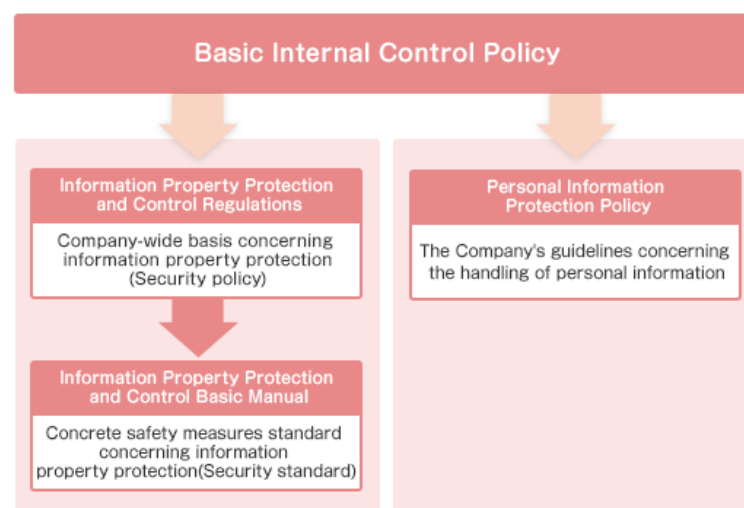 Basic Internal Control Policy
Information Property Protection
and Control Regulations
Company-wide basis concerning
information property protection
(Security policy)
Information Property Protection
and Control Basic Manual
Concrete safety measures standard
concerning information
property protection(Security standard)
Personal Information
Protection Policy
The Company's guidelines concerning
the handling of personal information